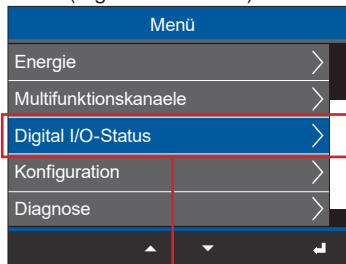 Menü
Energie
Multifunktionskanaele
Digital I/O-Status
Konfiguration
Diagnose